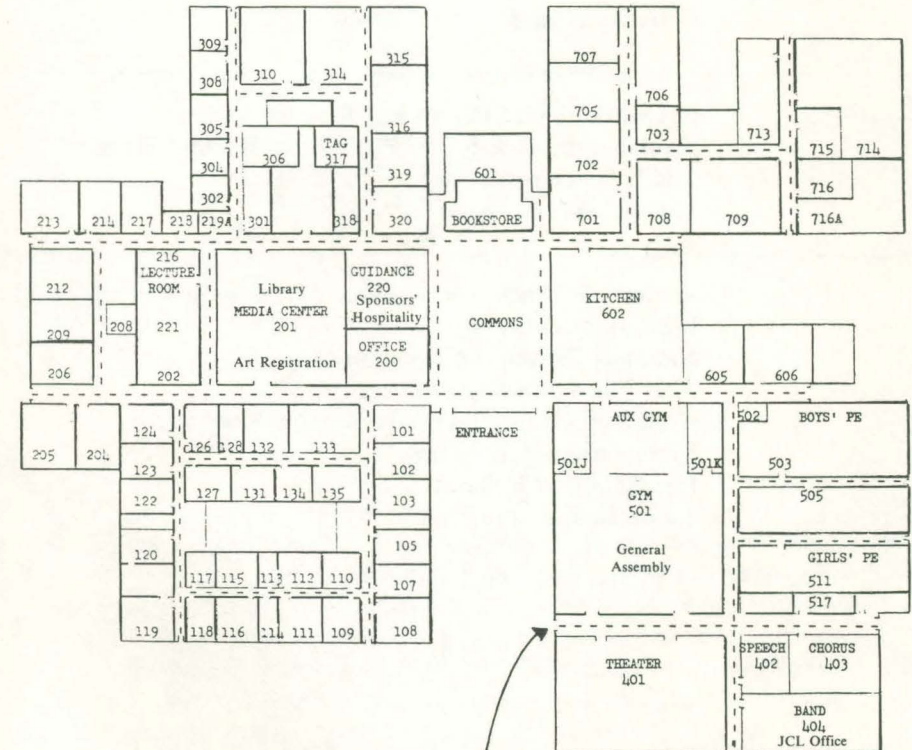 309
308
305
304
302
310
314
306
TAG
317
301
318
315
316
319
320
601
BOOKSTORE
707
705
702
701
706
703
713
708
709
715
714
716
716A
213
214
217
218
219A
212
209
206
208
216
LECTURE
ROOM
221
202
Library
MEDIA CENTER
201
Art Registration
GUIDANCE
220
Sponsors'
Hospitality
OFFICE
200
COMMONS
KITCHEN
602
605
606
205
204
124
123
122
120
119
126
128
132
133
127
131
134
135
117
115
113
112
110
118
116
114
111
109
101
102
103
105
107
108
ENTRANCE
AUX GYM
501J
501K
GYM
501
General
Assembly
502
BOYS' PE
503
505
GIRLS' PE
511
517
THEATER
401
SPEECH
402
CHORUS
403
BAND
404
JCL Office